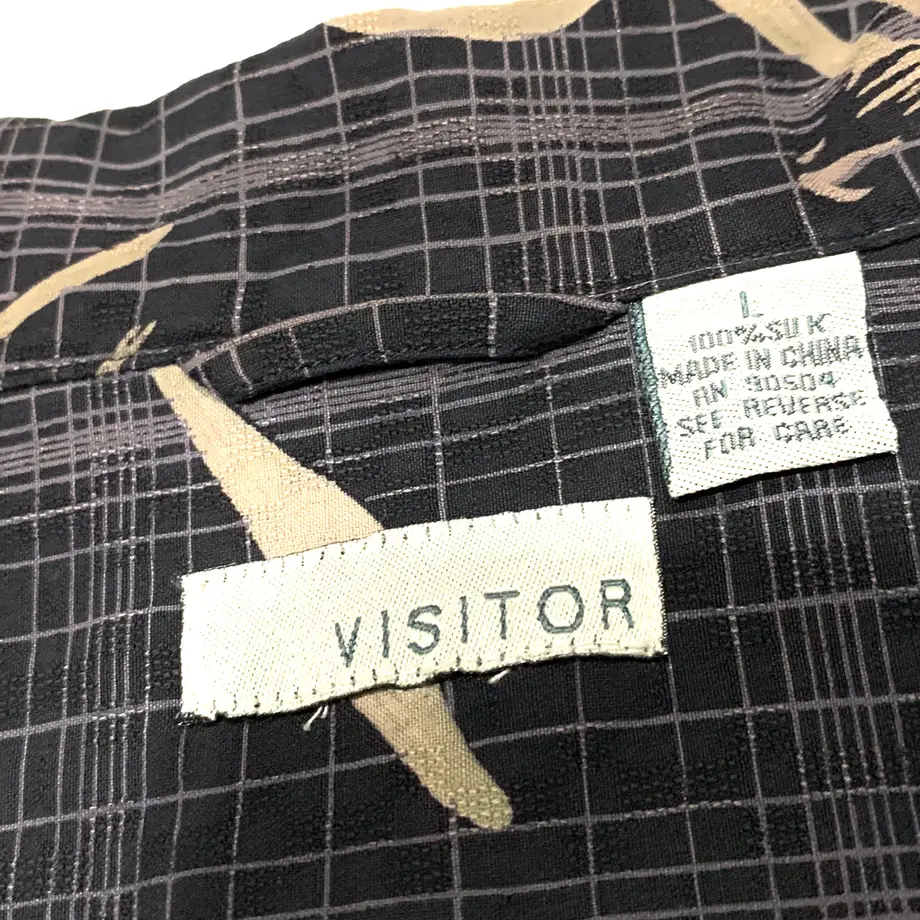 L
100% SILK
MADE IN CHINA
RN 90504
SEE REVERSE
FOR CARE
VISITOR